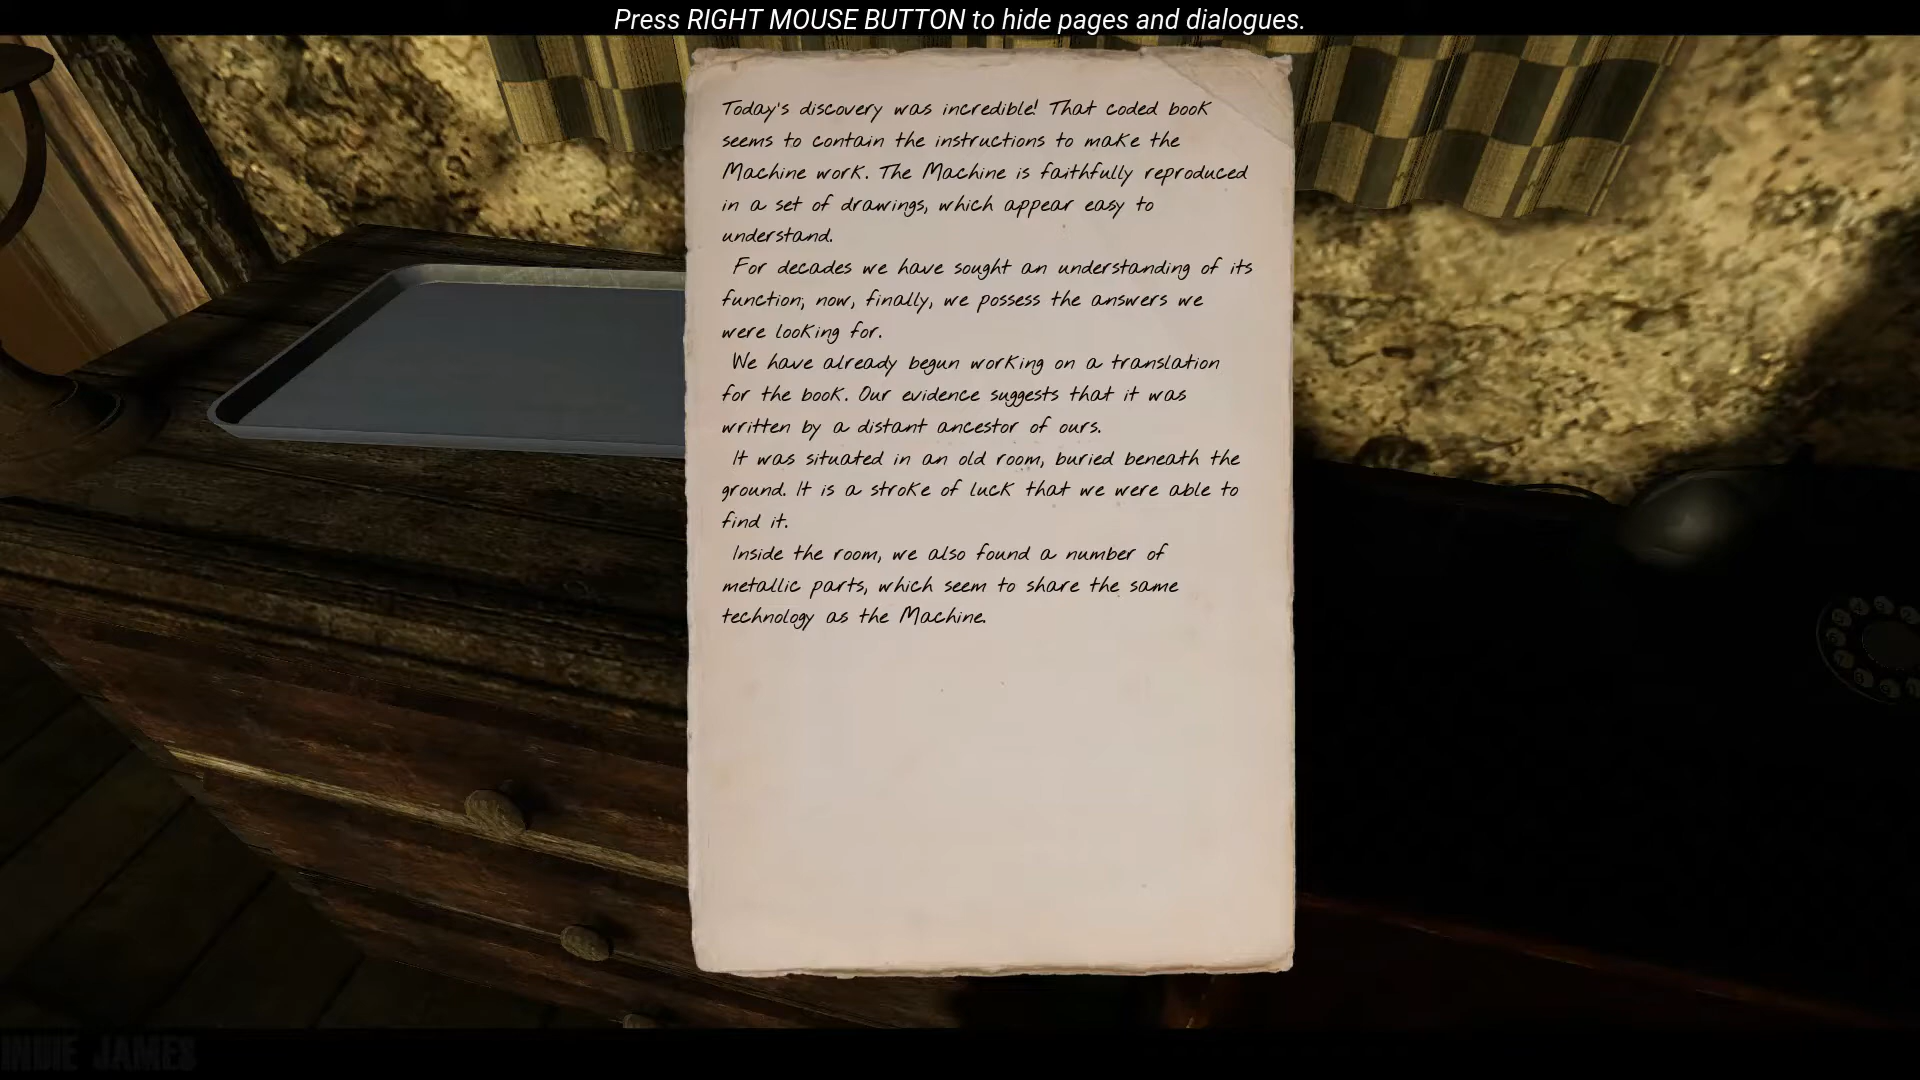 Press RIGHT MOUSE BUTTON to hide pages and dialogues.
Today's discovery was incredible! That coded book
seems to contain the instructions to make the
Machine work. The Machine is faithfully reproduced
in a set of drawings, which appear easy to
understand.
For decades we have sought an understanding of its
function; now, finally, we possess the answers we
were looking for.
We have already begun working on a translation
for the book. Our evidence suggests that it was
written by a distant ancestor of ours.
It was situated in an old room, buried beneath the
ground. It is a stroke of luck that we were able to
find it.
Inside the room, we also found a number of
metallic parts, which seem to share the same
technology as the Machine.
INDIE JAMES